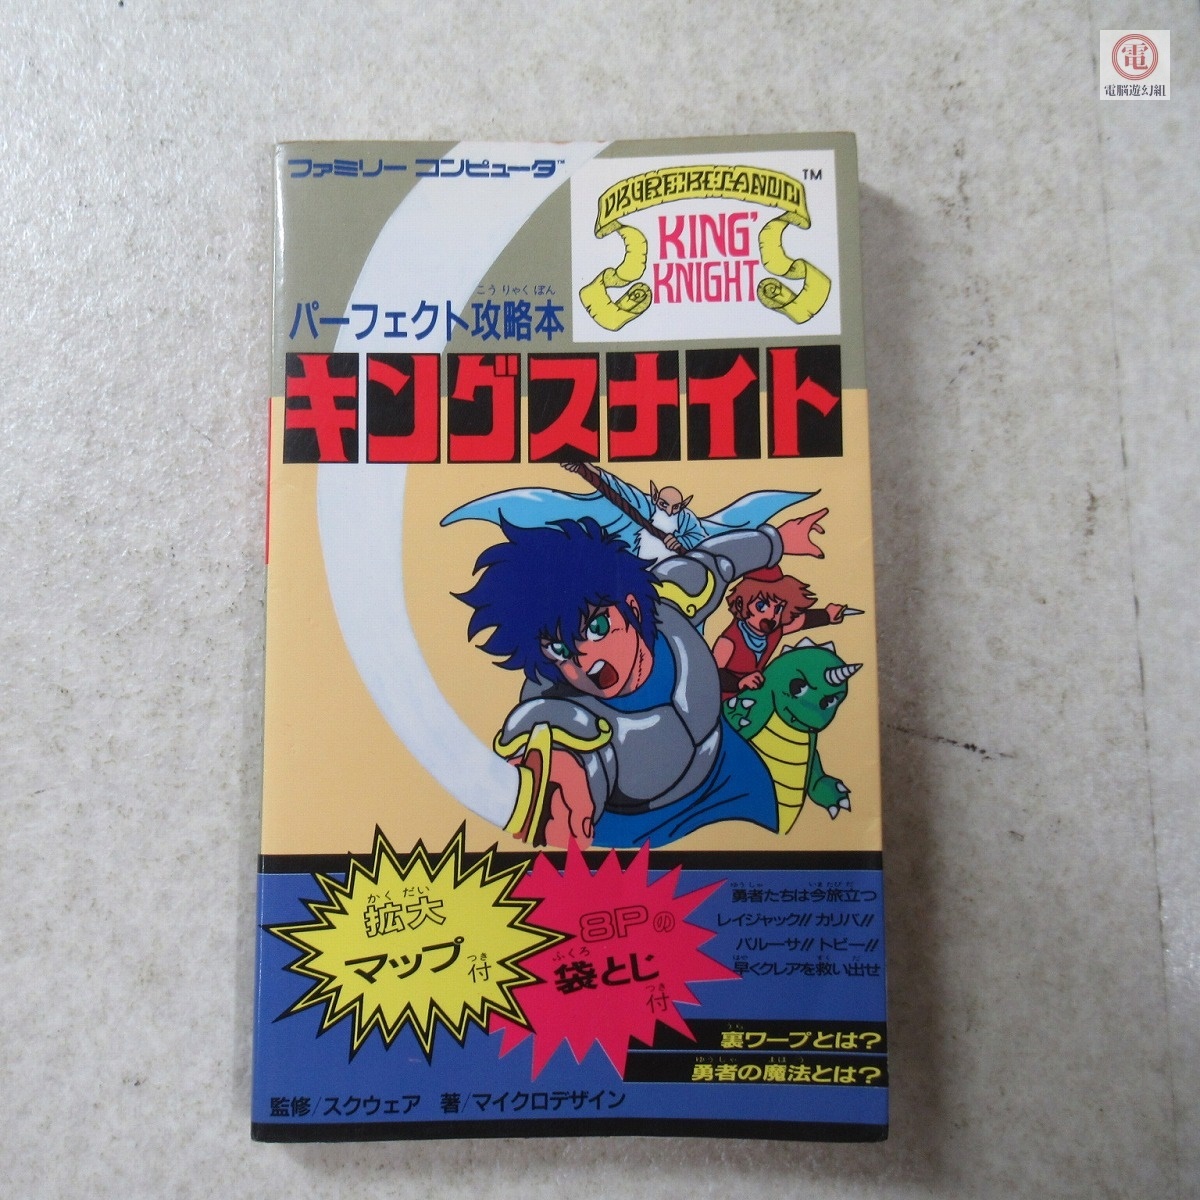 電
電脳遊幻組
ファミリー コンピュータ™
TM
KING'
KNIGHT
こうりゃくぼん
パーフェクト攻略本
キングスナイト
かくだい
拡大
マップ付
つき
8Pの
ふくろ
袋とじ付
つき
ゆうしゃ いまたびだ
勇者たちは今旅立つ
レイジャック!! カリバ!!
バルーサ!! トビー!!
はや すく だ
早くクレアを救い出せ
うら
裏ワープとは?
ゆうしゃ まほう
勇者の魔法とは?
監修/スクウェア 著/マイクロデザイン